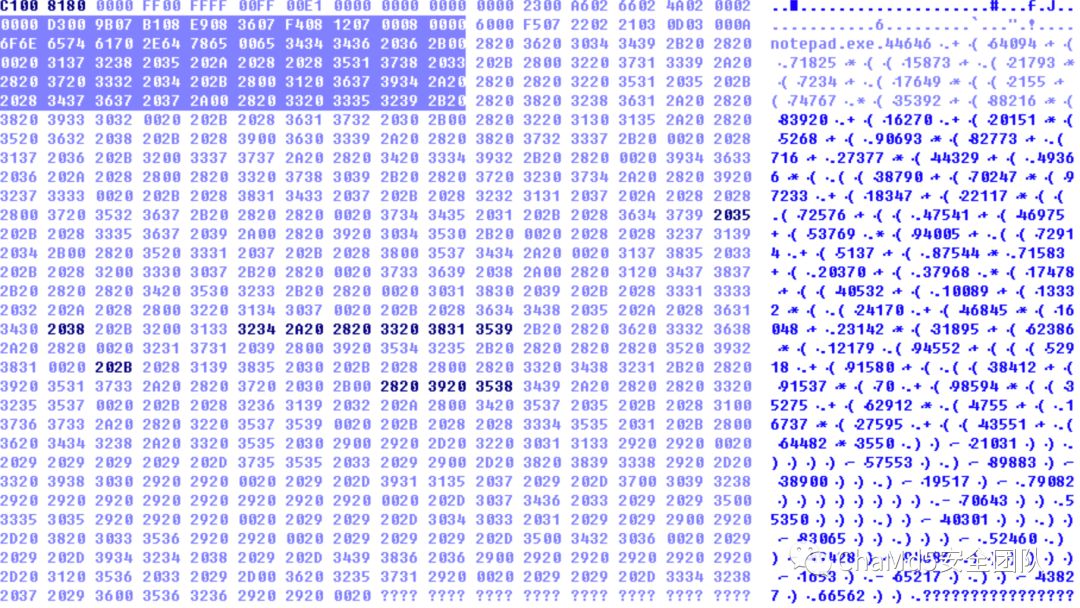 C100 8180 0000 FF00 FFFF 00FF 00E1 0000 0000 0000 0000 2300 A602 6602 4A02 0002
0000 D300 9B07 B108 E908 3607 F408 1207 0008 0000 6000 F507 2202 2103 0D03 000A
6F6E 6574 6170 2E64 7865 0065 3434 3436 2036 2B00 2820 3620 3034 3439 2B20 2820 notepad.exe.44646 .+ ( 64094 + (
0020 3137 3238 2035 202A 2028 2028 3531 3738 2033 202B 2800 3220 3731 3339 2A20 .71825 * ( ( 15873 + .( 21793 *
2820 3720 3332 2034 202B 2800 3120 3637 3934 2A20 2820 2820 3220 3531 2035 202B ( 7234 + .( 17649 * ( ( 2155 +
2028 3437 3637 2037 2A00 2820 3320 3335 3239 2B20 2820 3820 3238 3631 2A20 2820 ( 74767 .* ( 35392 + ( 88216 * (
3820 3933 3032 0020 202B 2028 3631 3732 2030 2B00 2820 3220 3130 3135 2A20 2820 83920 .+ ( 16270 .+ ( 20151 * (
3520 3632 2038 202B 2028 3900 3630 3339 2A20 2820 3820 3732 3337 2B20 0020 2028 5268 + ( .90693 * ( 82773 + .(
3137 2036 202B 3200 3337 3737 2A20 2820 3420 3334 3932 2B20 2820 0020 3934 3633 716 + .27377 * ( 44329 + ( .4936
2036 202A 2028 2800 2820 3320 3738 3039 2B20 2820 3720 3230 3734 2A20 2820 3920 6 * ( .( ( 38790 + ( 70247 * ( 9
3237 3333 0020 202B 2028 3831 3433 2037 202B 2028 3232 3131 2037 202A 2028 2028 7233 .+ ( 18347 + ( 22117 * ( (
2800 3720 3532 3637 2B20 2820 2820 0020 3734 3435 2031 202B 2028 3634 3739 2035 .( 72576 + ( ( .47541 + ( 46975
202B 2028 3335 3637 2039 2A00 2820 3920 3034 3530 2B20 0020 2028 2028 3237 3139 + ( 53769 .* ( 94005 + .( ( 7291
2034 2B00 2820 3520 3331 2037 202B 2028 3800 3537 3434 2A20 0020 3137 3835 2033 4 .+ ( 5137 + ( .87544 * .71583
202B 2028 3200 3330 3037 2B20 2820 0020 3733 3639 2038 2A00 2820 3120 3437 3837 + ( .20370 + ( .37968 .* ( 17478
2B20 2820 2820 3420 3530 3233 2B20 2820 0020 3031 3830 2039 202B 2028 3331 3333 + ( ( 40532 + ( .10089 + ( 1333
2032 202A 2028 2800 3220 3134 3037 0020 202B 2028 3634 3438 2035 202A 2028 3631 2 * ( .( 24170 .+ ( 46845 * ( 16
3430 2038 202B 3200 3133 3234 2A20 2820 3320 3831 3539 2B20 2820 3620 3332 3638 048 + .23142 * ( 31895 + ( 62386
2A20 2820 0020 3231 3731 2039 2800 3920 3534 3235 2B20 2820 2820 2820 3520 3932 * ( .12179 .( 94552 + ( ( ( 529
3831 0020 202B 2028 3139 3835 2030 202B 2028 2800 2820 3320 3438 3231 2B20 2820 18 .+ ( 91580 + ( .( ( 38412 + (
3920 3531 3733 2A20 2820 3720 2030 2B00 2820 3920 3538 3439 2A20 2820 2820 3320 91537 * ( 70 .+ ( 98594 * ( ( 3
3235 3537 0020 202B 2028 3236 3139 2032 202A 2800 3420 3537 2035 202B 2028 3100 5275 .+ ( 62912 * .( 4755 + ( .1
3736 3733 2A20 2820 3220 3537 3539 0020 202B 2028 2028 3334 3535 2031 202B 2800 6737 * ( 27595 .+ ( ( 43551 + .(
3620 3434 3238 2A20 3320 3535 2030 2900 2920 2D20 3220 3031 3133 2920 2920 0020 64482 * 3550 .) ) - 21031 ) ) .
2029 2029 2029 2029 202D 3735 3535 2033 2029 2900 2D20 3820 3839 3338 2920 2D20 ) ) ) ) - 57553 ) .) - 89883 ) -
3320 3938 3030 2920 2920 0020 2029 202D 3931 3135 2037 2029 202D 3700 3039 3238 38900 ) ) .) - 19517 ) - .79082
2920 2920 2920 2920 2920 2920 2920 0020 202D 3037 3436 2033 2029 2029 2029 3500 ) ) ) ) ) ) ) .- 70643 ) ) ) .5
3335 3035 2920 2920 2920 0020 2029 2029 202D 3034 3033 2031 2029 2029 2900 2920 5350 ) ) ) .) ) - 40301 ) ) .) )
2D20 3820 3033 3536 2920 2920 0020 2029 2029 2029 202D 3500 3432 3036 0020 2029 - 83065 ) ) .) ) ) - .52460 .)
2029 202D 3934 3234 2038 2029 202D 3439 3836 2036 2900 2920 2920 2920 2920 2920
2D20 3120 3536 2033 2029 2D00 3620 3235 3731 2920 0020 2029 2029 202D 3334 3238 - 1653 ) .- 65217 ) .) ) - 4382
2037 2029 3600 3536 3236 2920 2920 0020 ???? ???? ???? ???? ???? ???? ???? ???? 7 ) .66562 ) ) .????????????????
ChaMd5安全团队